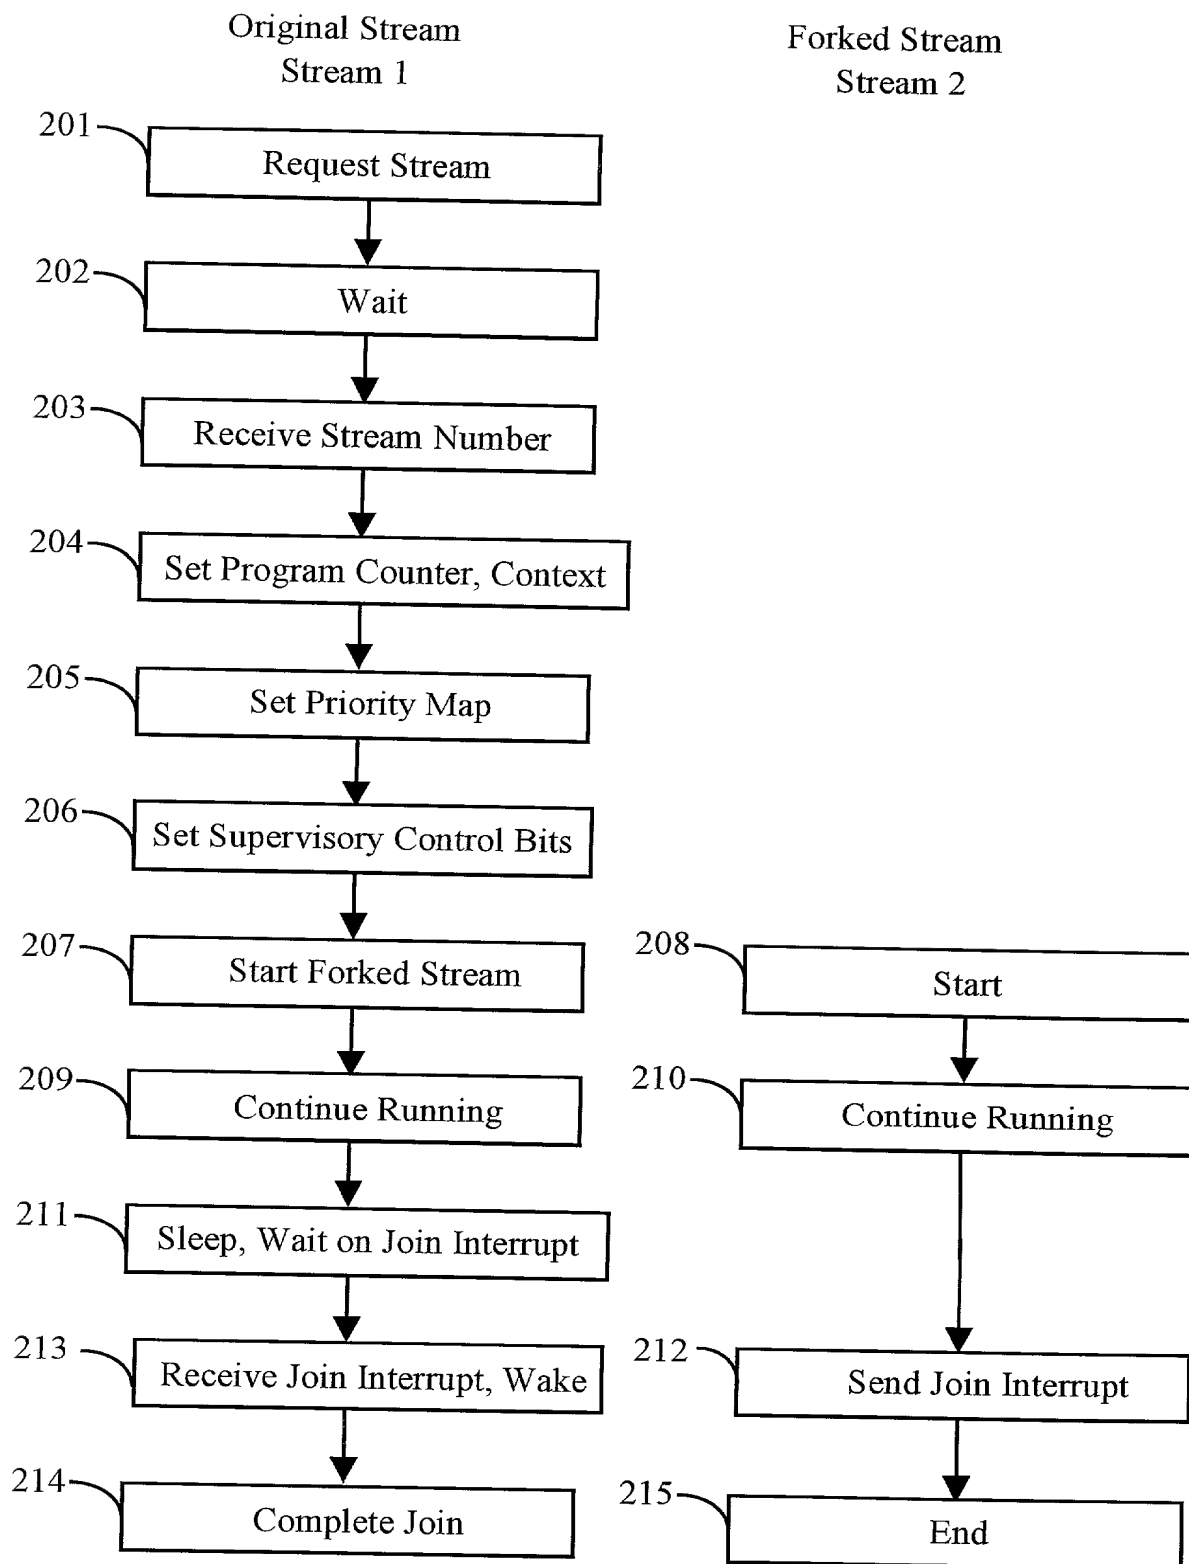 Original Stream
Stream 1
Forked Stream
Stream 2
201
Request Stream
202
Wait
203
Receive Stream Number
204
Set Program Counter, Context
205
Set Priority Map
206
Set Supervisory Control Bits
207
Start Forked Stream
208
Start
209
Continue Running
210
Continue Running
211
Sleep, Wait on Join Interrupt
213
Receive Join Interrupt, Wake
212
Send Join Interrupt
214
Complete Join
215
End